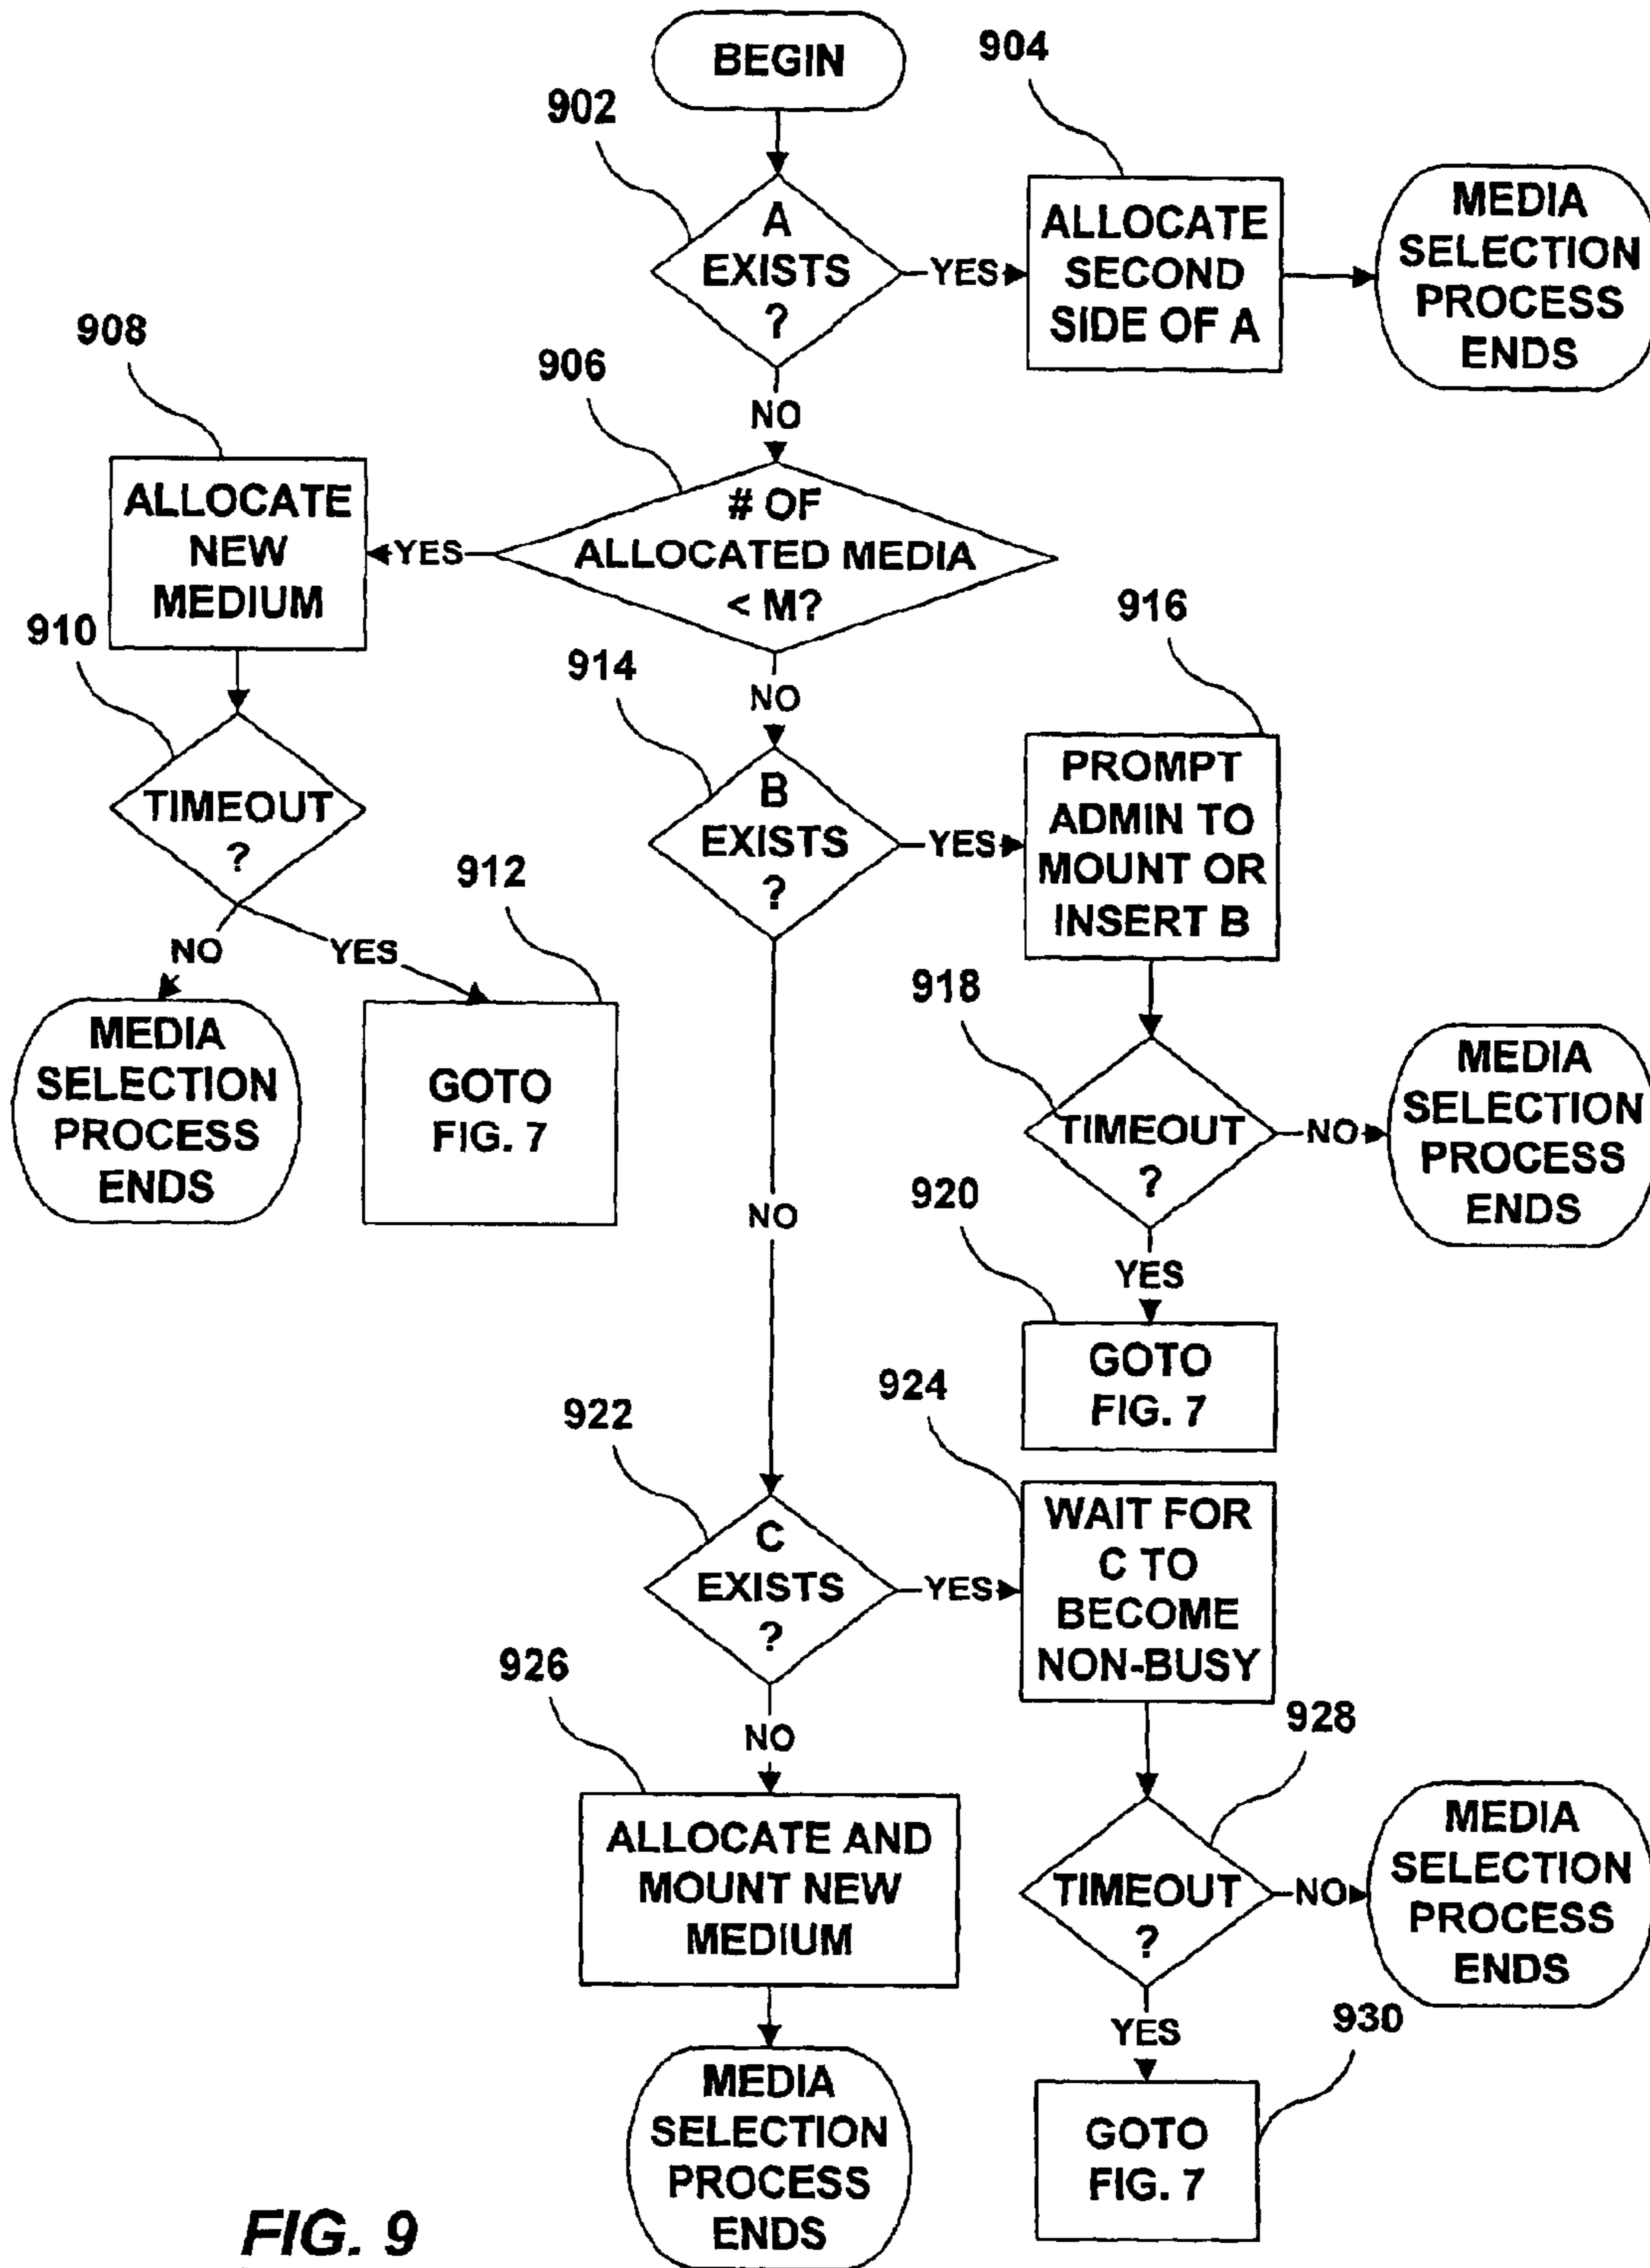 BEGIN
902
904
A
EXISTS
?
YES
ALLOCATE
SECOND
SIDE OF A
MEDIA
SELECTION
PROCESS
ENDS
NO
906
908
# OF
ALLOCATED MEDIA
< M?
YES
ALLOCATE
NEW
MEDIUM
910
TIMEOUT
?
NO
YES
MEDIA
SELECTION
PROCESS
ENDS
912
GOTO
FIG. 7
NO
914
B
EXISTS
?
YES
916
PROMPT
ADMIN TO
MOUNT OR
INSERT B
918
TIMEOUT
?
NO
MEDIA
SELECTION
PROCESS
ENDS
YES
920
GOTO
FIG. 7
NO
922
C
EXISTS
?
YES
924
WAIT FOR
C TO
BECOME
NON-BUSY
928
TIMEOUT
?
NO
MEDIA
SELECTION
PROCESS
ENDS
YES
930
GOTO
FIG. 7
NO
926
ALLOCATE AND
MOUNT NEW
MEDIUM
MEDIA
SELECTION
PROCESS
ENDS
FIG. 9